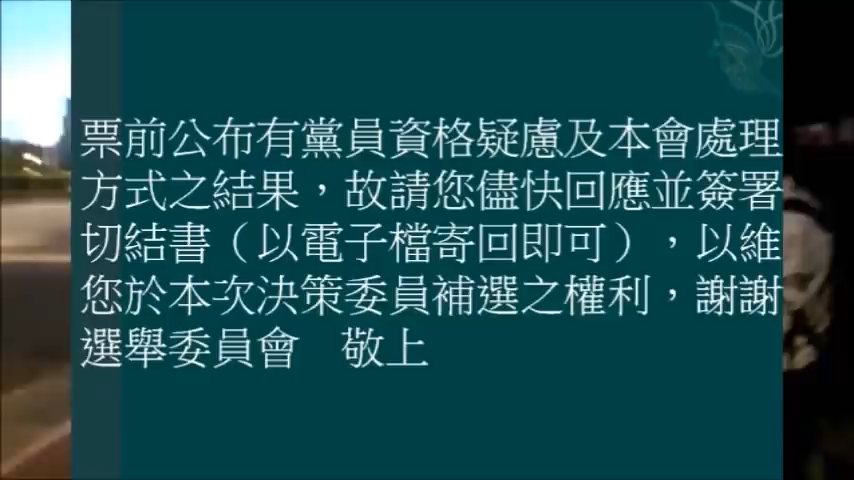 票前公布有黨員資格疑慮及本會處理
方式之結果，故請您儘快回應並簽署
切結書（以電子檔寄回即可），以維
您於本次決策委員補選之權利，謝謝
選舉委員會　敬上